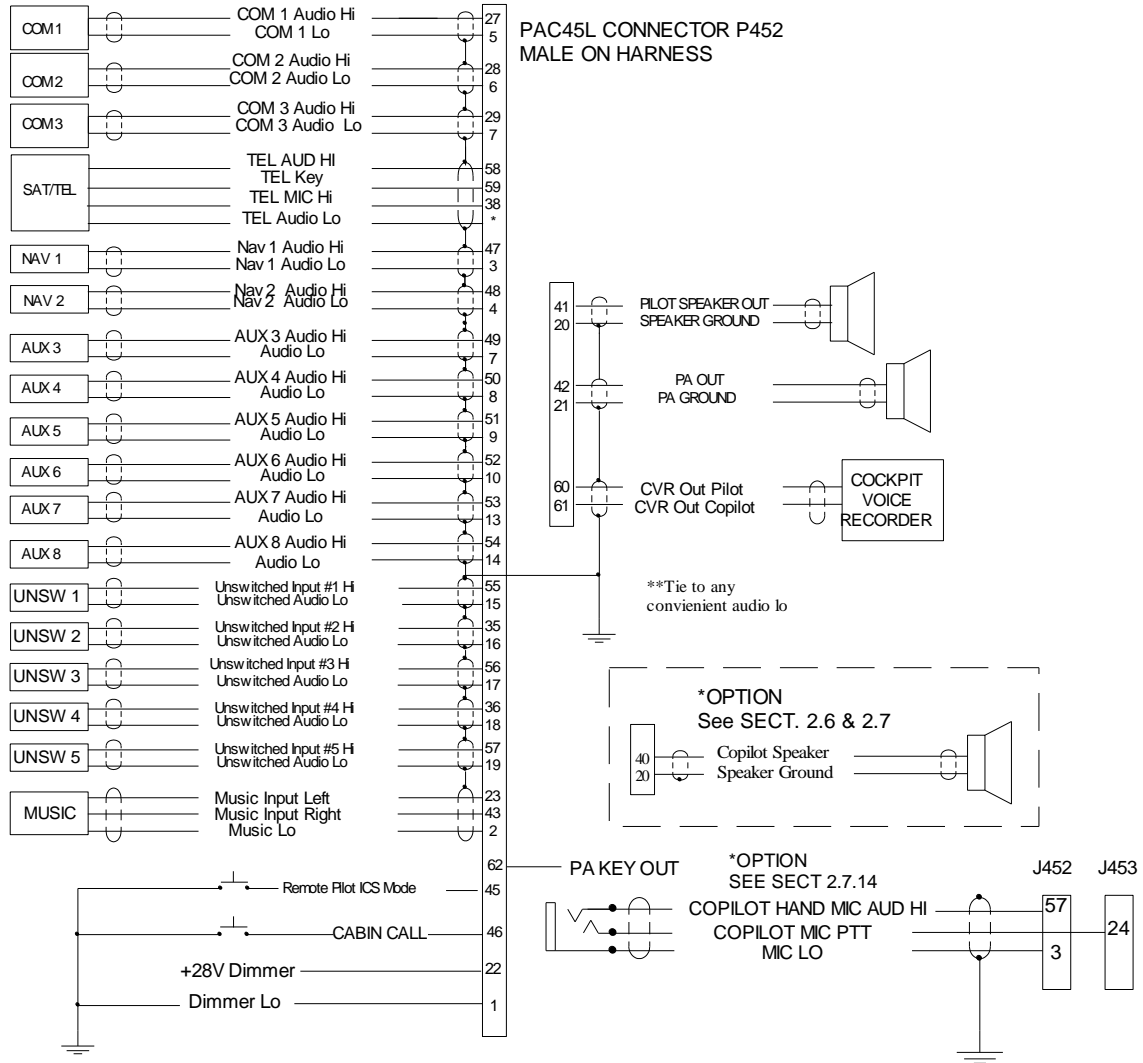 PAC45L CONNECTOR P452
MALE ON HARNESS
COM 1
COM 1 Audio Hi
27
COM 1 Lo
5
COM 2
COM 2 Audio Hi
28
COM 2 Audio Lo
6
COM 3
COM 3 Audio Hi
29
COM 3 Audio Lo
7
SAT/TEL
TEL AUD HI
58
TEL Key
59
TEL MIC Hi
38
TEL Audio Lo
*
NAV 1
Nav 1 Audio Hi
47
Nav 1 Audio Lo
3
NAV 2
Nav 2 Audio Hi
48
Nav 2 Audio Lo
4
AUX 3
AUX 3 Audio Hi
49
Audio Lo
7
AUX 4
AUX 4 Audio Hi
50
Audio Lo
8
AUX 5
AUX 5 Audio Hi
51
Audio Lo
9
AUX 6
AUX 6 Audio Hi
52
Audio Lo
10
AUX 7
AUX 7 Audio Hi
53
Audio Lo
13
AUX 8
AUX 8 Audio Hi
54
Audio Lo
14
UNSW 1
Unswitched Input #1 Hi
55
Unswitched Audio Lo
15
UNSW 2
Unswitched Input #2 Hi
35
Unswitched Audio Lo
16
UNSW 3
Unswitched Input #3 Hi
56
Unswitched Audio Lo
17
UNSW 4
Unswitched Input #4 Hi
36
Unswitched Audio Lo
18
UNSW 5
Unswitched Input #5 Hi
57
Unswitched Audio Lo
19
MUSIC
Music Input Left
23
Music Input Right
43
Music Lo
2
62
PA KEY OUT
Remote Pilot ICS Mode
45
CABIN CALL
46
+28V Dimmer
22
Dimmer Lo
1
41
PILOT SPEAKER OUT
20
SPEAKER GROUND
42
PA OUT
21
PA GROUND
60
CVR Out Pilot
61
CVR Out Copilot
COCKPIT
VOICE
RECORDER
**Tie to any
convienient audio lo
*OPTION
See SECT. 2.6 & 2.7
40
Copilot Speaker
20
Speaker Ground
*OPTION
SEE SECT 2.7.14
J452
J453
COPILOT HAND MIC AUD HI
57
COPILOT MIC PTT
24
MIC LO
3